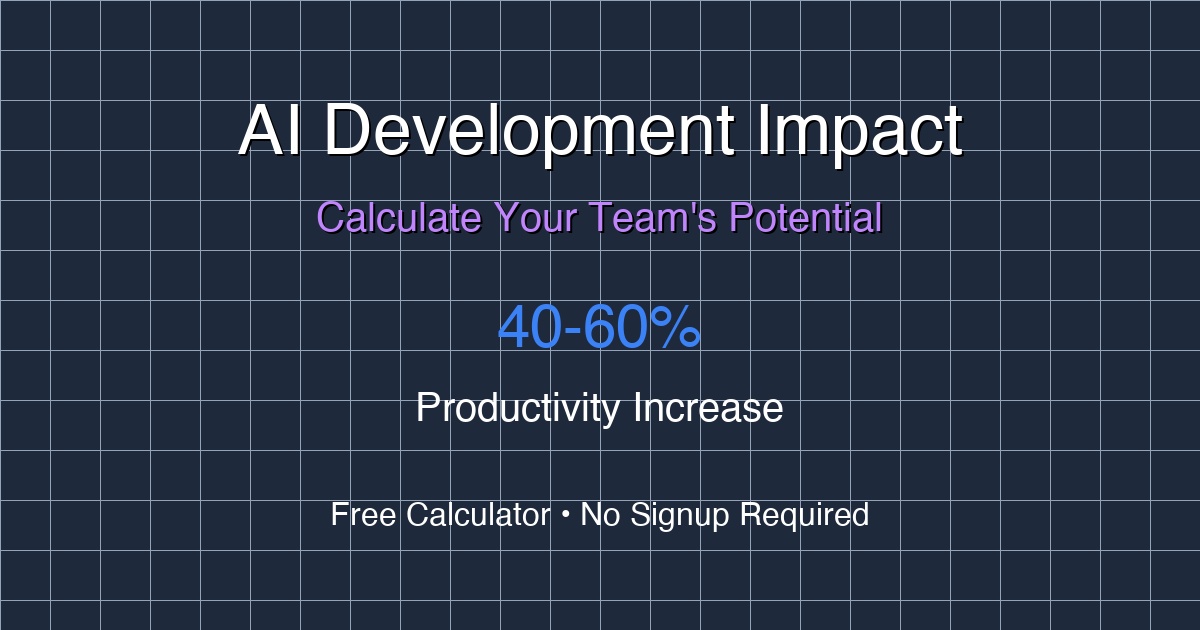 AI Development Impact
Calculate Your Team's Potential
40-60%
Productivity Increase
Free Calculator • No Signup Required